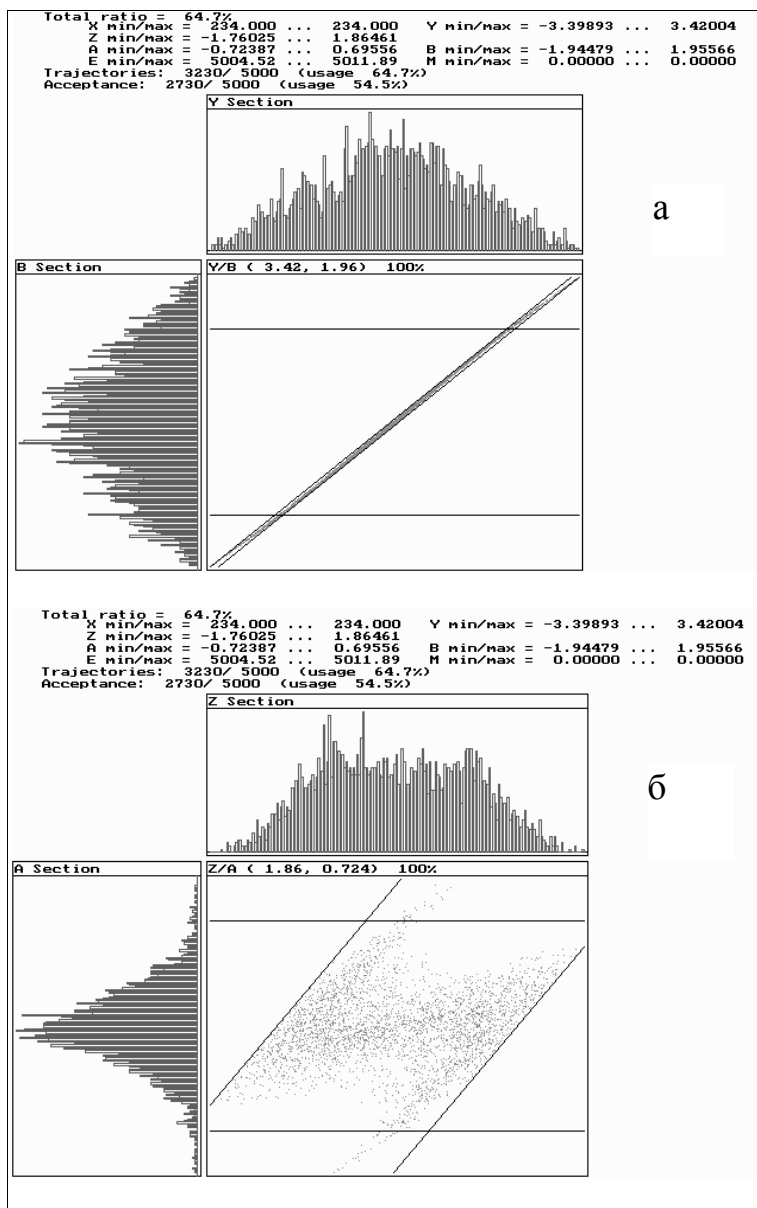 Total ratio = 64.7%
X min/max = 234.000 ... 234.000 Y min/max = -3.39893 ... 3.42004
Z min/max = -1.76025 ... 1.86461
A min/max = -0.72387 ... 0.69556 B min/max = -1.94479 ... 1.95566
E min/max = 5004.52 ... 5011.89 M min/max = 0.00000 ... 0.00000
Trajectories: 3230/ 5000 (usage 64.7%)
Acceptance: 2730/ 5000 (usage 54.5%)
Y Section
а
B Section
Y/B ( 3.42, 1.96) 100%
Total ratio = 64.7%
X min/max = 234.000 ... 234.000 Y min/max = -3.39893 ... 3.42004
Z min/max = -1.76025 ... 1.86461
A min/max = -0.72387 ... 0.69556 B min/max = -1.94479 ... 1.95566
E min/max = 5004.52 ... 5011.89 M min/max = 0.00000 ... 0.00000
Trajectories: 3230/ 5000 (usage 64.7%)
Acceptance: 2730/ 5000 (usage 54.5%)
Z Section
б
A Section
Z/A ( 1.86, 0.724) 100%